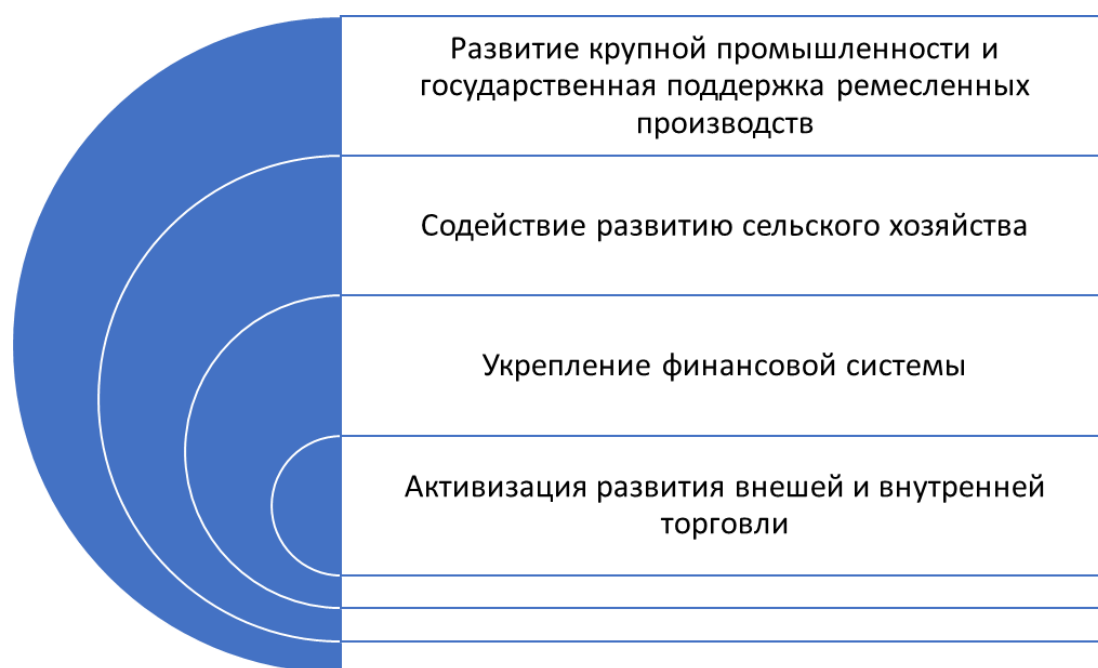 Развитие крупной промышленности и
государственная поддержка ремесленных
производств
Содействие развитию сельского хозяйства
Укрепление финансовой системы
Активизация развития внешей и внутренней
торговли